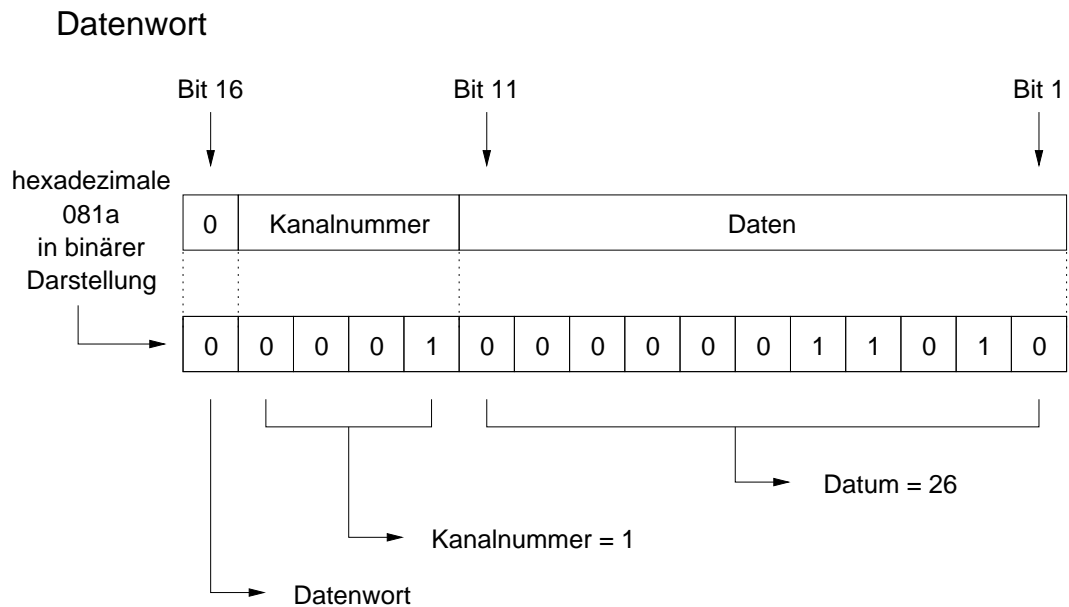 Datenwort
Bit 16 Bit 11 Bit 1
hexadezimale
081a
in binärer
Darstellung
0 Kanalnummer Daten
0 0 0 0 1 0 0 0 0 0 0 1 1 0 1 0
Datum = 26
Kanalnummer = 1
Datenwort